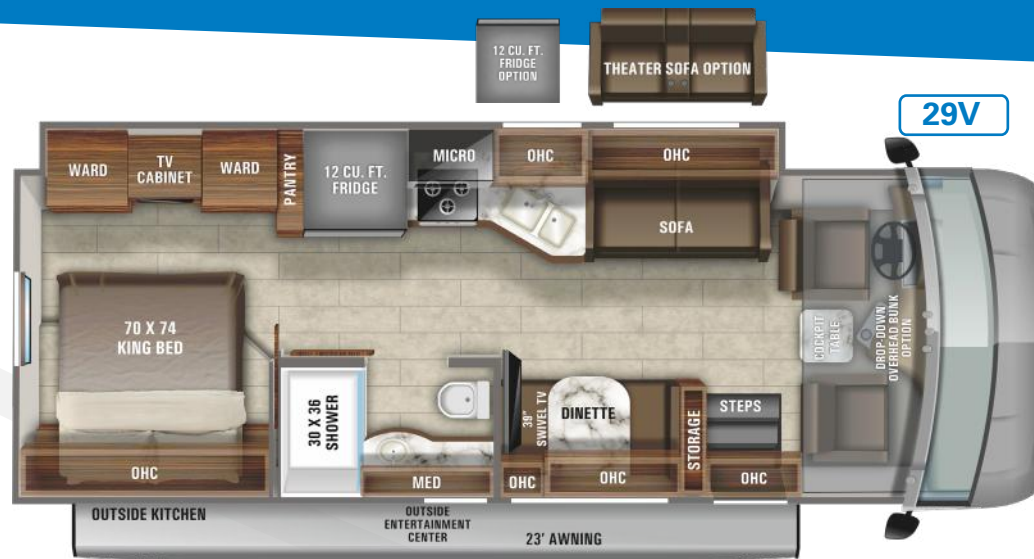 12 CU. FT.
FRIDGE
OPTION
THEATER SOFA OPTION
29V
WARD
TV
CABINET
WARD
PANTRY
12 CU. FT.
FRIDGE
MICRO
OHC
OHC
SOFA
70 X 74
KING BED
COCKPIT
TABLE
DROP-DOWN
OVERHEAD BUNK
OPTION
30 X 36
SHOWER
39"
SWIVEL TV
DINETTE
STORAGE
STEPS
OHC
MED
OHC
OHC
OHC
OUTSIDE KITCHEN
OUTSIDE
ENTERTAINMENT
CENTER
23' AWNING